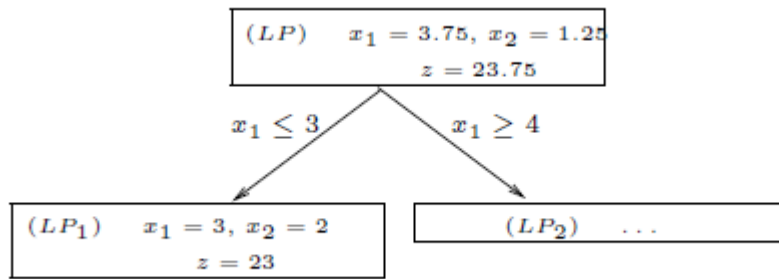 (LP) x₁ = 3.75, x₂ = 1.25
z = 23.75
x₁ ≤ 3
x₁ ≥ 4
(LP₁) x₁ = 3, x₂ = 2
z = 23
(LP₂) . . .